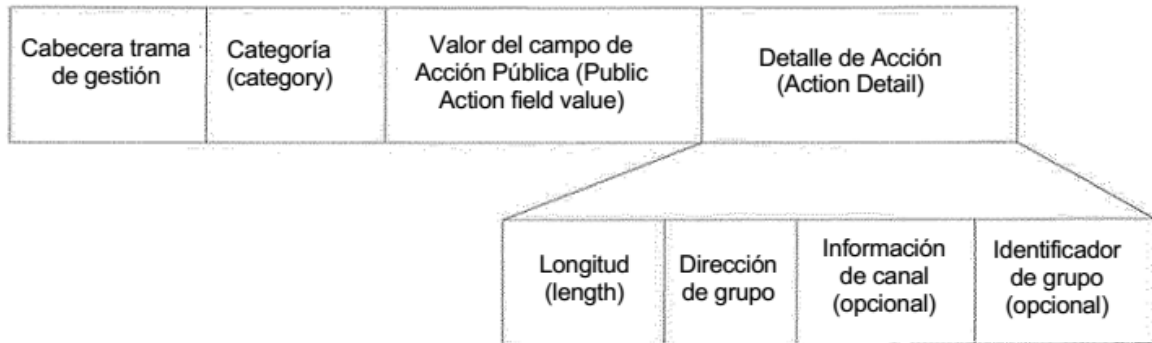 Cabecera trama
de gestión
Categoría
(category)
Valor del campo de
Acción Pública (Public
Action field value)
Detalle de Acción
(Action Detail)
Longitud
(length)
Dirección
de grupo
Información
de canal
(opcional)
Identificador
de grupo
(opcional)